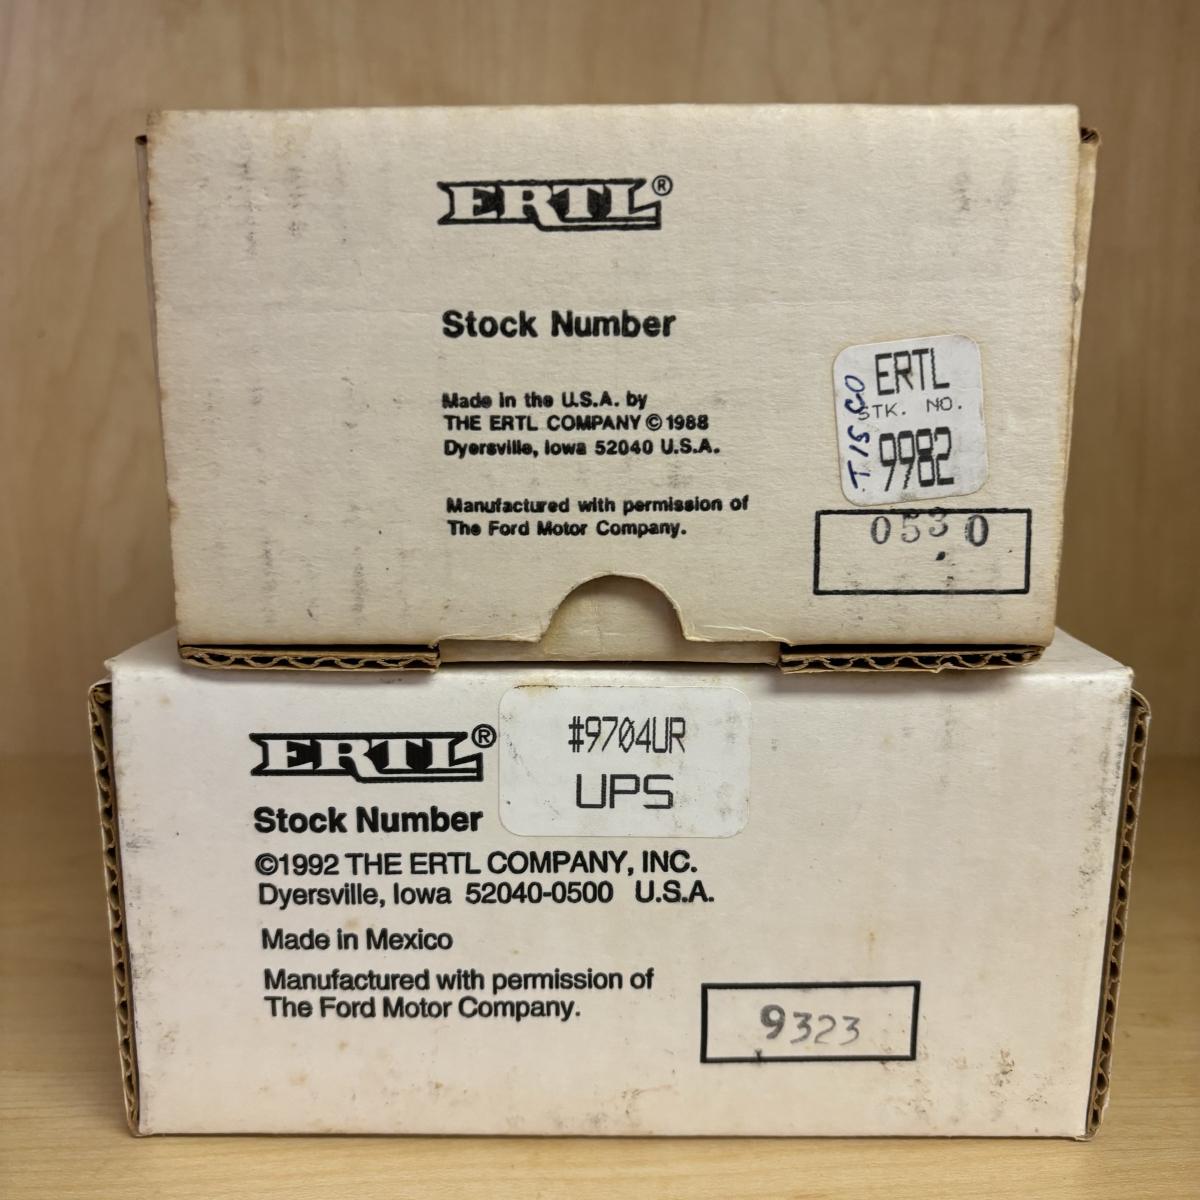 ERTL®
Stock Number
Made in the U.S.A. by
THE ERTL COMPANY © 1988
Dyersville, Iowa 52040 U.S.A.
Manufactured with permission of
The Ford Motor Company.
TISCO
ERTL
STK. NO.
9982
0530
ERTL®
Stock Number
#9704UR
UPS
©1992 THE ERTL COMPANY, INC.
Dyersville, Iowa 52040-0500 U.S.A.
Made in Mexico
Manufactured with permission of
The Ford Motor Company.
9323